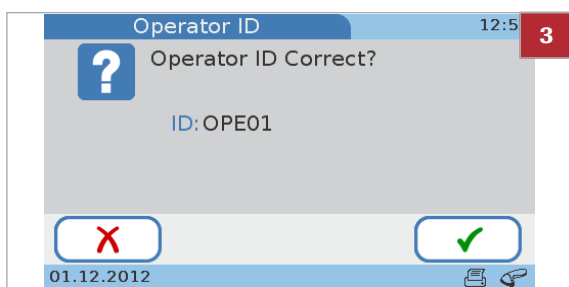 Operator ID 12:5
3
Operator ID Correct?
ID: OPE01
01.12.2012